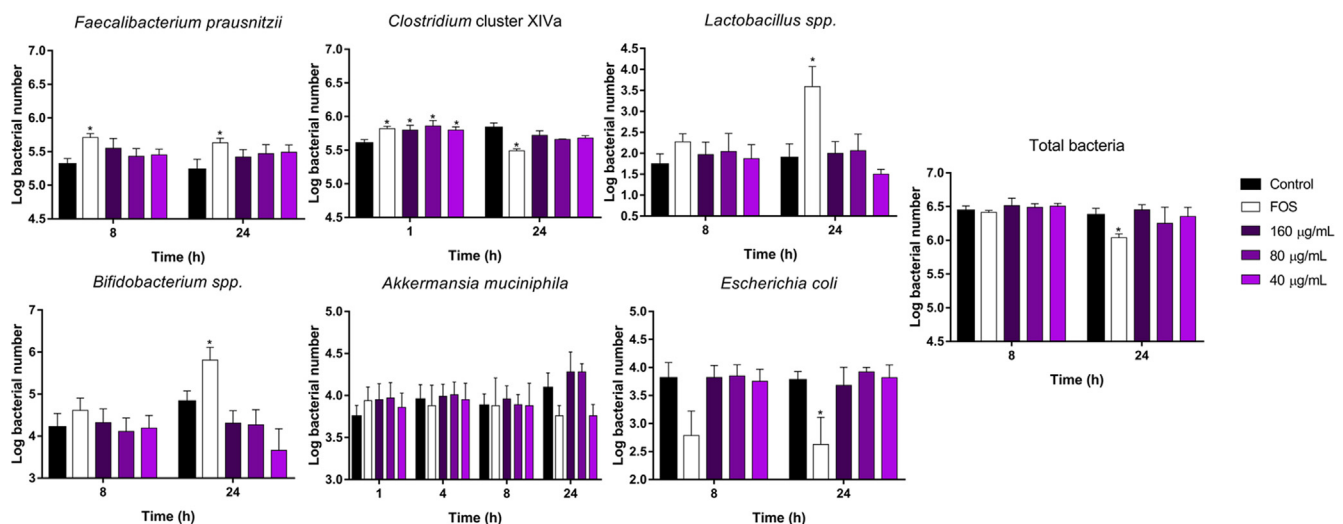 Faecalibacterium prausnitzii
Log bacterial number
7.0
6.5
6.0
5.5
5.0
4.5
*
*
8
24
Time (h)
Clostridium cluster XIVa
Log bacterial number
7.0
6.5
6.0
5.5
5.0
4.5
*
*
*
*
*
1
24
Time (h)
Lactobacillus spp.
Log bacterial number
4.5
4.0
3.5
3.0
2.5
2.0
1.5
1.0
0.5
*
8
24
Time (h)
Total bacteria
Log bacterial number
7.0
6.5
6.0
5.5
5.0
4.5
*
8
24
Time (h)
Control
FOS
160 µg/mL
80 µg/mL
40 µg/mL
Bifidobacterium spp.
Log bacterial number
7
6
5
4
3
*
8
24
Time (h)
Akkermansia muciniphila
Log bacterial number
5.0
4.5
4.0
3.5
3.0
1
4
8
24
Time (h)
Escherichia coli
Log bacterial number
5.0
4.5
4.0
3.5
3.0
2.5
2.0
*
8
24
Time (h)